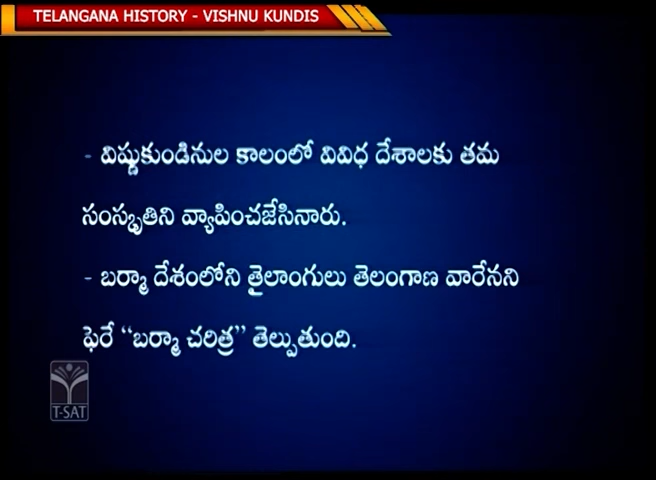 TELANGANA HISTORY - VISHNU KUNDIS
- విష్ణుకుండినుల కాలంలో వివిధ దేశాలకు తమ
సంస్కృతిని వ్యాపించజేసినారు.
- బర్మా దేశంలోని తైలాంగులు తెలంగాణ వారేనని
ఫెరే “బర్మా చరిత్ర” తెల్పుతుంది.
T-SAT